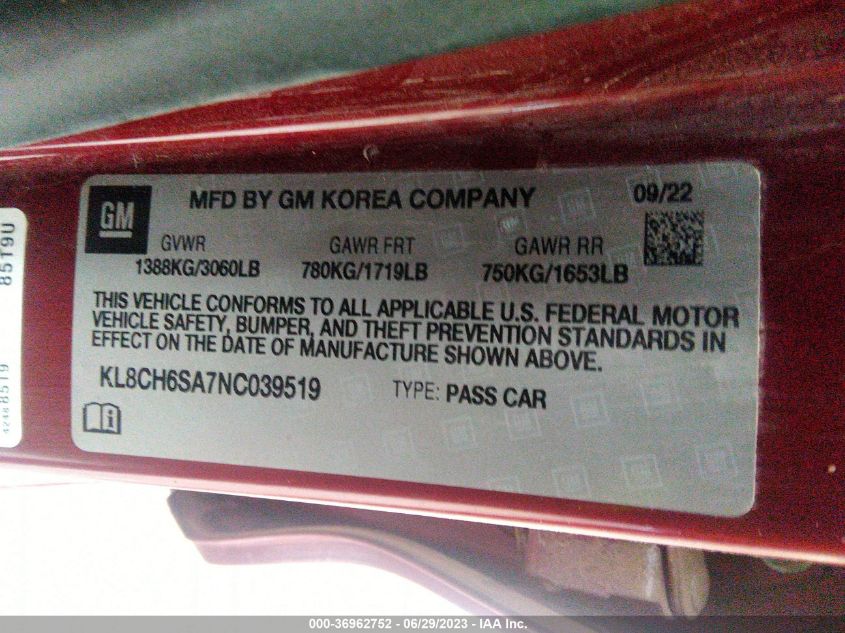 GM
MFD BY GM KOREA COMPANY
09/22
GVWR
GAWR FRT
GAWR RR
1388KG/3060LB
780KG/1719LB
750KG/1653LB
THIS VEHICLE CONFORMS TO ALL APPLICABLE U.S. FEDERAL MOTOR
VEHICLE SAFETY, BUMPER, AND THEFT PREVENTION STANDARDS IN
EFFECT ON THE DATE OF MANUFACTURE SHOWN ABOVE.
KL8CH6SA7NC039519
TYPE: PASS CAR
85T9U
42488519
000-36962752 - 06/29/2023 - IAA Inc.